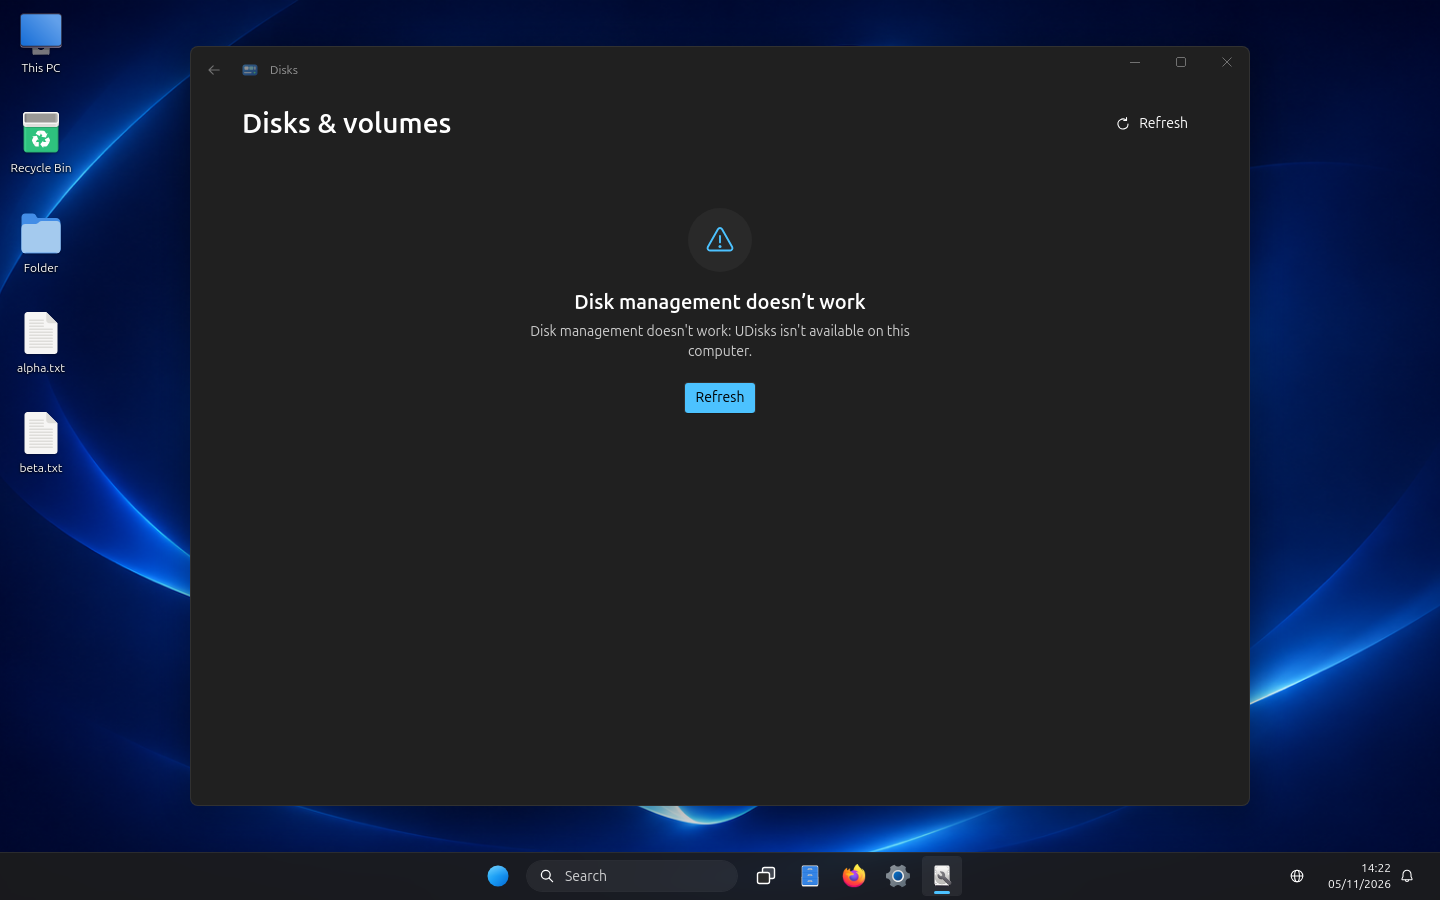 This PC
Recycle Bin
Folder
alpha.txt
beta.txt
Disks
Disks & volumes
Refresh
Disk management doesn’t work
Disk management doesn't work: UDisks isn't available on this
computer.
Refresh
Search
14:22
05/11/2026